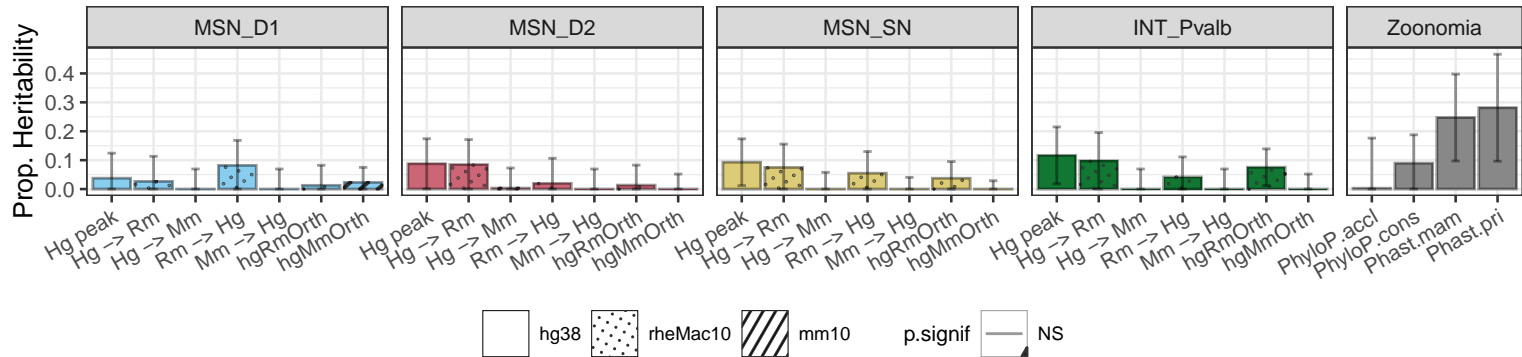 MSN_D1 MSN_D2 MSN_SN INT_Pvalb Zoonomia
Prop. Heritability
0.4
0.3
0.2
0.1
0.0
Hg peak Hg −> Rm Hg −> Mm Rm −> Hg Mm −> Hg hgRmOrth hgMmOrth Hg peak Hg −> Rm Hg −> Mm Rm −> Hg Mm −> Hg hgRmOrth hgMmOrth Hg peak Hg −> Rm Hg −> Mm Rm −> Hg Mm −> Hg hgRmOrth hgMmOrth Hg peak Hg −> Rm Hg −> Mm Rm −> Hg Mm −> Hg hgRmOrth hgMmOrth PhyloP.accl PhyloP.cons Phast.mam Phast.pri
hg38 rheMac10 mm10 p.signif NS